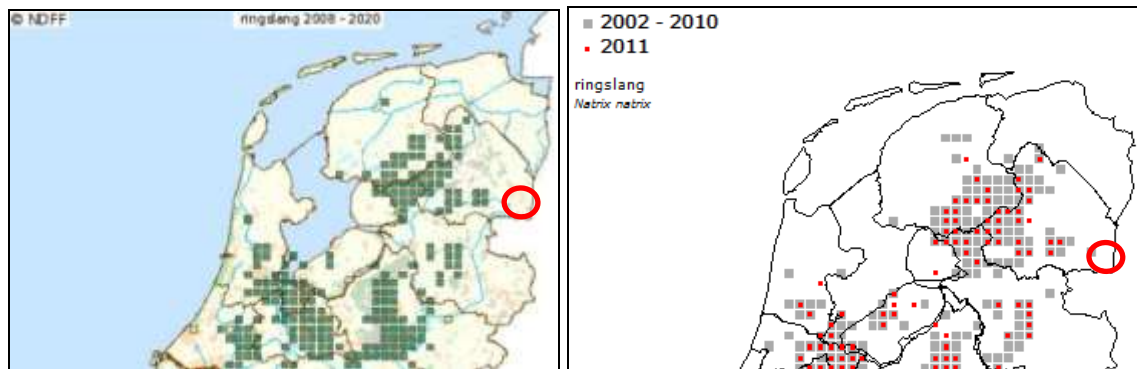 © NDFF
ringslang 2008 - 2020
2002 - 2010
2011
ringslang
Natrix natrix